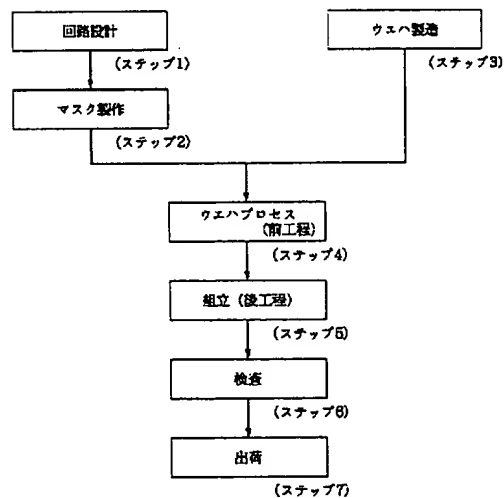 回路設計
(ステップ1)
マスク製作
(ステップ2)
ウエハ製造
(ステップ3)
ウエハプロセス
(前工程)
(ステップ4)
組立(後工程)
(ステップ5)
検査
(ステップ6)
出荷
(ステップ7)